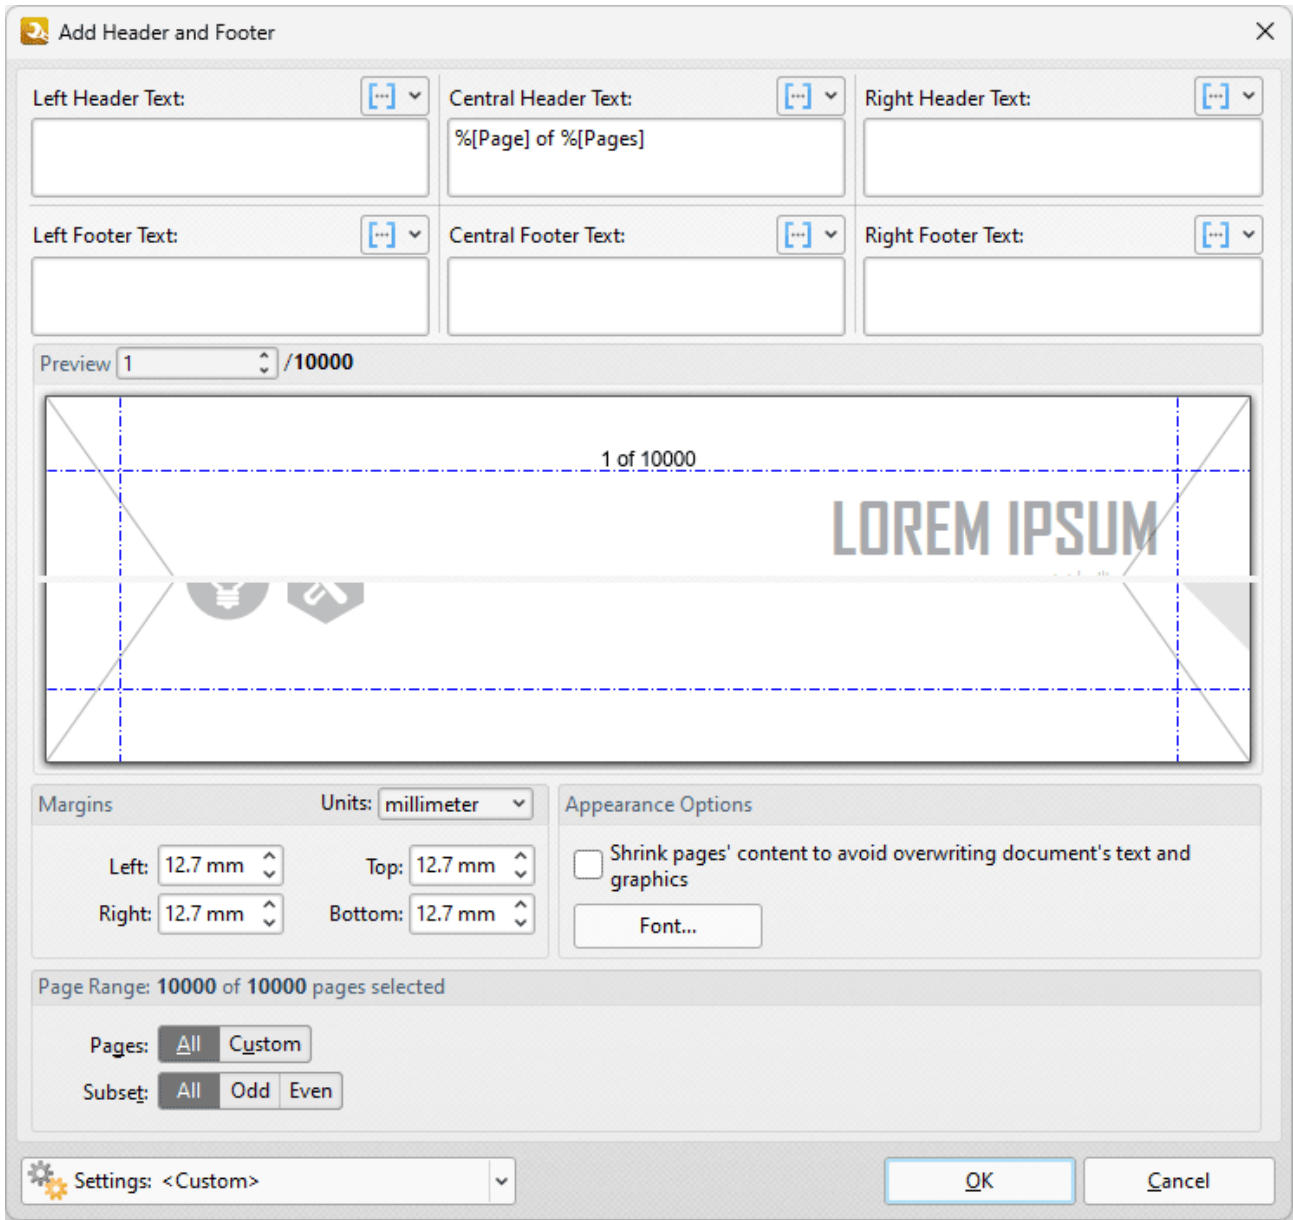 Add Header and Footer
Left Header Text:
Central Header Text:
Right Header Text:
%[Page] of %[Pages]
Left Footer Text:
Central Footer Text:
Right Footer Text:
Preview 1 /10000
1 of 10000
LOREM IPSUM
Margins
Units: millimeter
Appearance Options
Left: 12.7 mm
Top: 12.7 mm
Right: 12.7 mm
Bottom: 12.7 mm
Shrink pages' content to avoid overwriting document's text and
graphics
Font...
Page Range: 10000 of 10000 pages selected
Pages: All Custom
Subset: All Odd Even
Settings: <Custom>
OK
Cancel